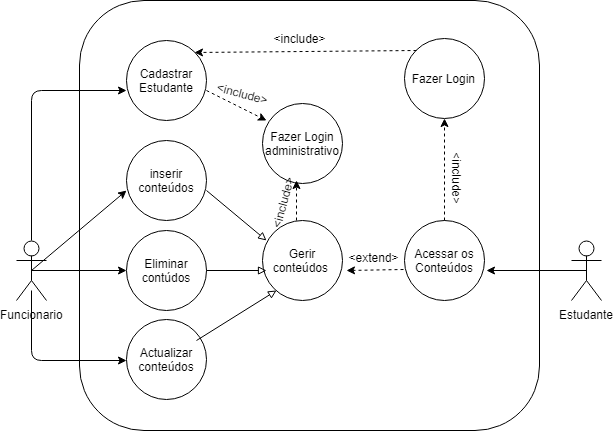 <include>
Cadastrar
Estudante
Fazer Login
<include>
Fazer Login
administrativo
inserir
conteúdos
<include>
<include>
Eliminar
contúdos
Gerir
conteúdos
<extend>
Acessar os
Conteúdos
Funcionario
Estudante
Actualizar
conteúdos